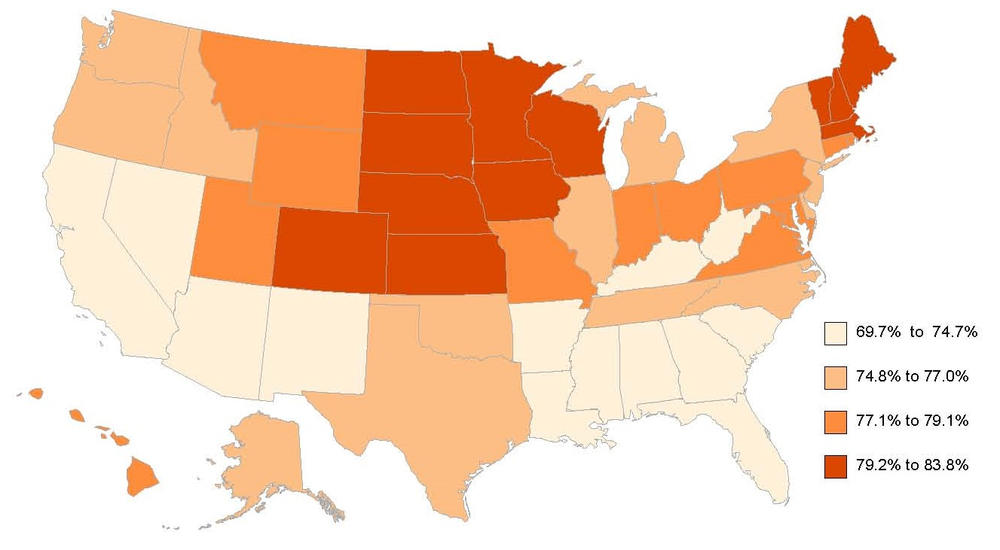 69.7% to 74.7%
74.8% to 77.0%
77.1% to 79.1%
79.2% to 83.8%